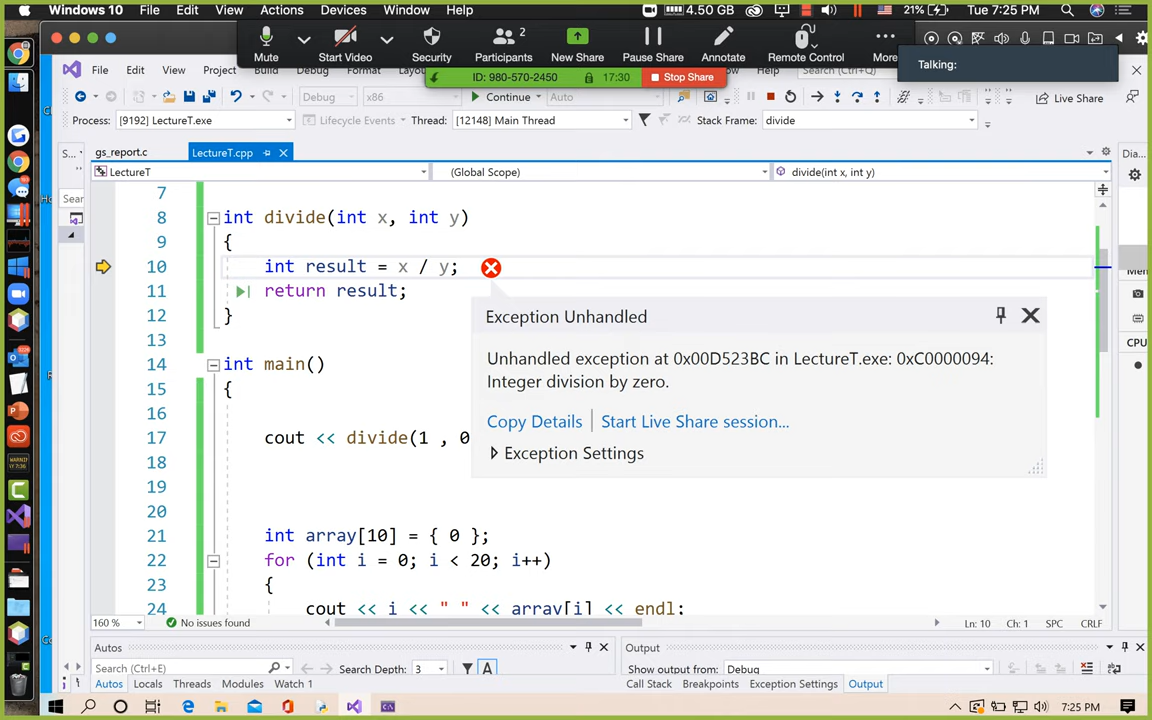 Windows 10 File Edit View Actions Devices Window Help 4.50 GB 21% Tue 7:25 PM
Mute Start Video Security Participants 2 New Share Pause Share Annotate Remote Control More
Talking:
ID: 980-570-2450 17:30 Stop Share
File Edit View Project Build Debug
Debug x86 Continue Auto Live Share
Process: [9192] LectureT.exe Lifecycle Events Thread: [12148] Main Thread Stack Frame: divide
S... gs_report.c LectureT.cpp Dia...
LectureT (Global Scope) divide(int x, int y)
Sear
7
8 int divide(int x, int y)
9 {
10 int result = x / y;
11 return result;
12 }
13
14 int main()
15 {
16
17 cout << divide(1 , 0
18
19
20
21 int array[10] = { 0 };
22 for (int i = 0; i < 20; i++)
23 {
24 cout << i << " " << array[i] << endl;
Exception Unhandled
Unhandled exception at 0x00D523BC in LectureT.exe: 0xC0000094:
Integer division by zero.
Copy Details Start Live Share session...
Exception Settings
CPU
160 % No issues found Ln: 10 Ch: 1 SPC CRLF
Autos Output
Search (Ctrl+E) Search Depth: 3 A Show output from: Debug
Autos Locals Threads Modules Watch 1 Call Stack Breakpoints Exception Settings Output
7:25 PM